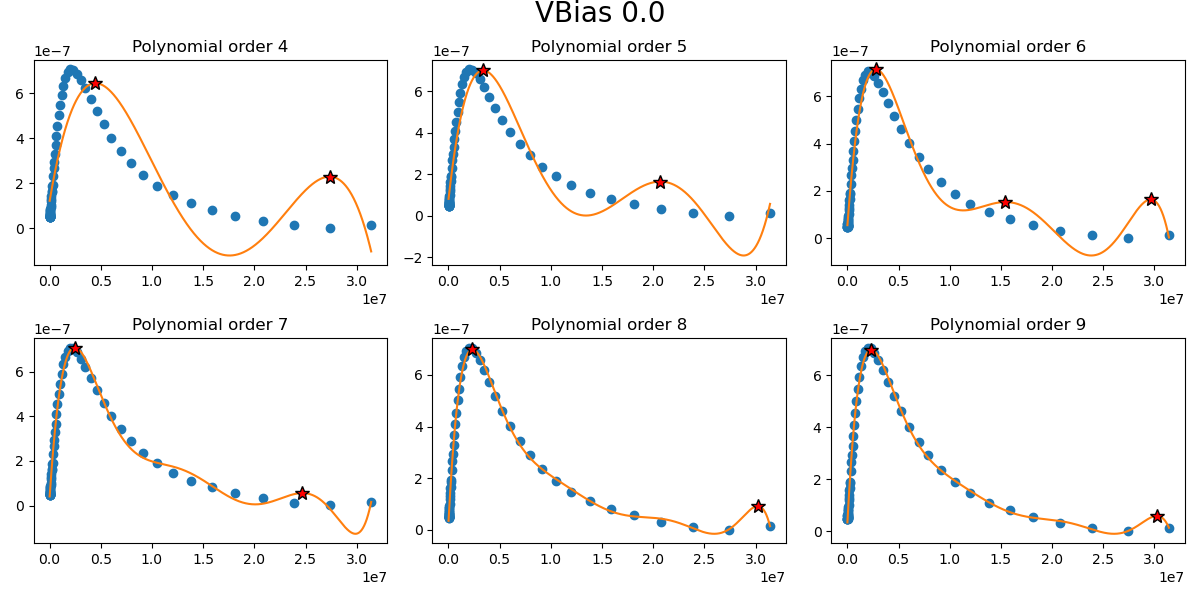 VBias 0.0
Polynomial order 4
1e−7
6
4
2
0
0.0 0.5 1.0 1.5 2.0 2.5 3.0
1e7
Polynomial order 5
1e−7
6
4
2
0
−2
0.0 0.5 1.0 1.5 2.0 2.5 3.0
1e7
Polynomial order 6
1e−7
6
4
2
0
0.0 0.5 1.0 1.5 2.0 2.5 3.0
1e7
Polynomial order 7
1e−7
6
4
2
0
0.0 0.5 1.0 1.5 2.0 2.5 3.0
1e7
Polynomial order 8
1e−7
6
4
2
0
0.0 0.5 1.0 1.5 2.0 2.5 3.0
1e7
Polynomial order 9
1e−7
6
4
2
0
0.0 0.5 1.0 1.5 2.0 2.5 3.0
1e7